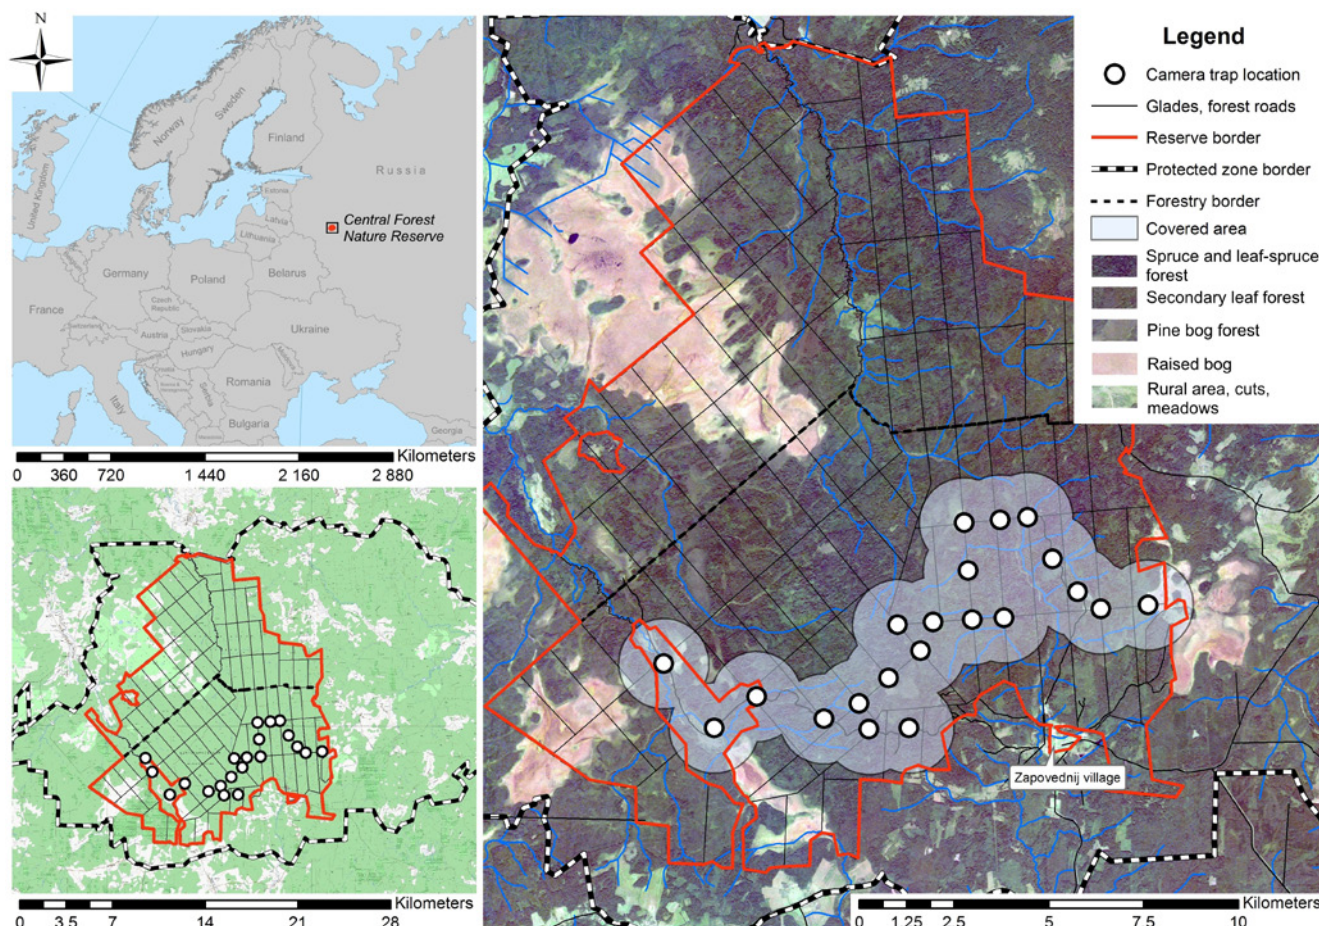 N
Norway
Sweden
Finland
Russia
United Kingdom
Estonia
Latvia
Lithuania
Central Forest
Nature Reserve
Germany
Poland
Belarus
France
Czech
Republic
Slovakia
Ukraine
Switzerland
Austria
Hungary
Croatia
Romania
Serbia
Italy
Bulgaria
Georgia
Kilometers
0 360 720 1 440 2 160 2 880
Kilometers
0 3.5 7 14 21 28
Legend
Camera trap location
Glades, forest roads
Reserve border
Protected zone border
Forestry border
Covered area
Spruce and leaf-spruce
forest
Secondary leaf forest
Pine bog forest
Raised bog
Rural area, cuts,
meadows
Zapovednij village
Kilometers
0 1.25 2.5 5 7.5 10